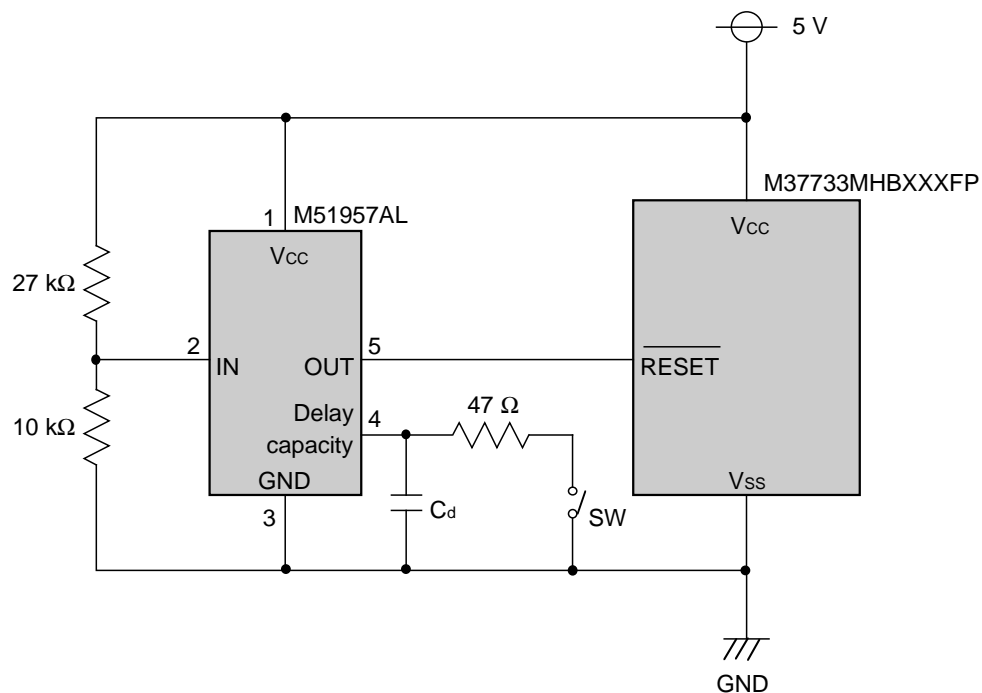 5 V
M37733MHBXXXFP
1
M51957AL
VCC
VCC
27 kΩ
2
IN
OUT
5
RESET
10 kΩ
Delay
capacity
4
47 Ω
GND
3
Cd
SW
VSS
GND